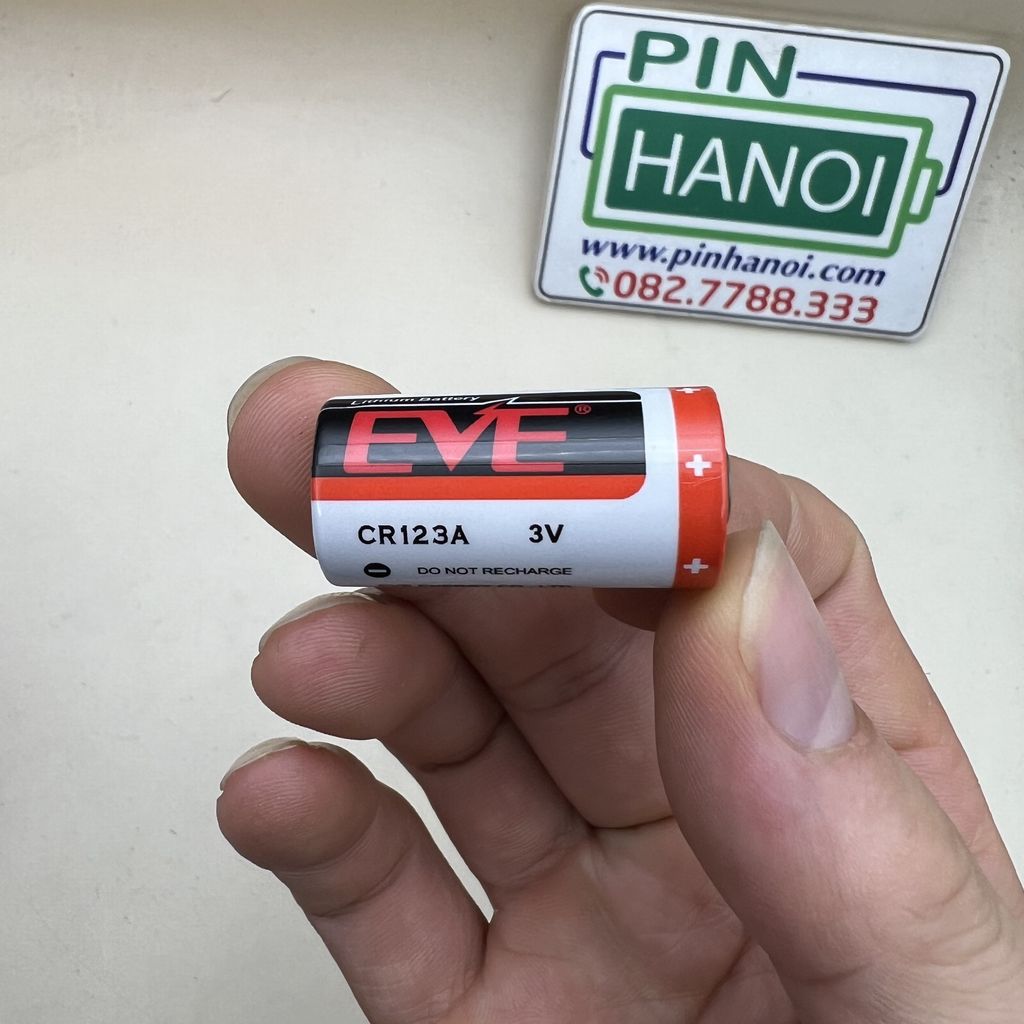 PIN
HANOI
www.pinhanoi.com
082.7788.333
Lithium Battery
EVE®
+
CR123A 3V
DO NOT RECHARGE
+